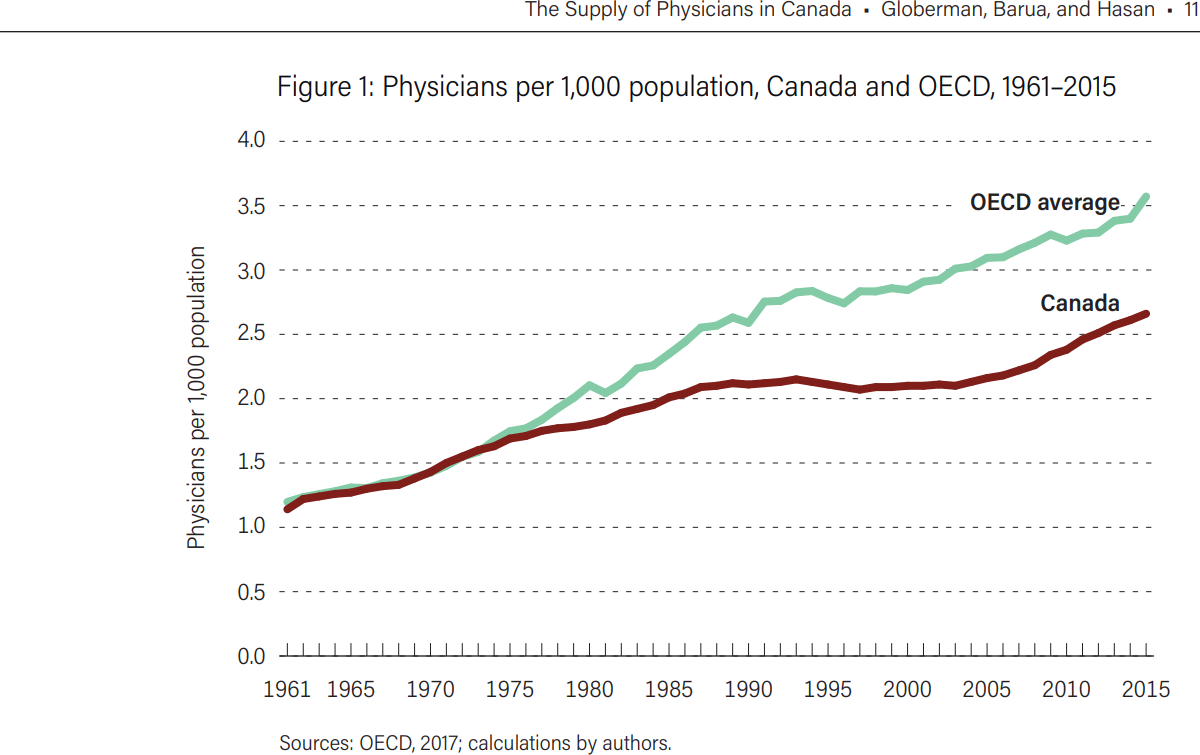 The Supply of Physicians in Canada ▪ Globerman, Barua, and Hasan ▪ 11
Figure 1: Physicians per 1,000 population, Canada and OECD, 1961–2015
Physicians per 1,000 population
4.0
3.5
3.0
2.5
2.0
1.5
1.0
0.5
0.0
OECD average
Canada
1961 1965 1970 1975 1980 1985 1990 1995 2000 2005 2010 2015
Sources: OECD, 2017; calculations by authors.